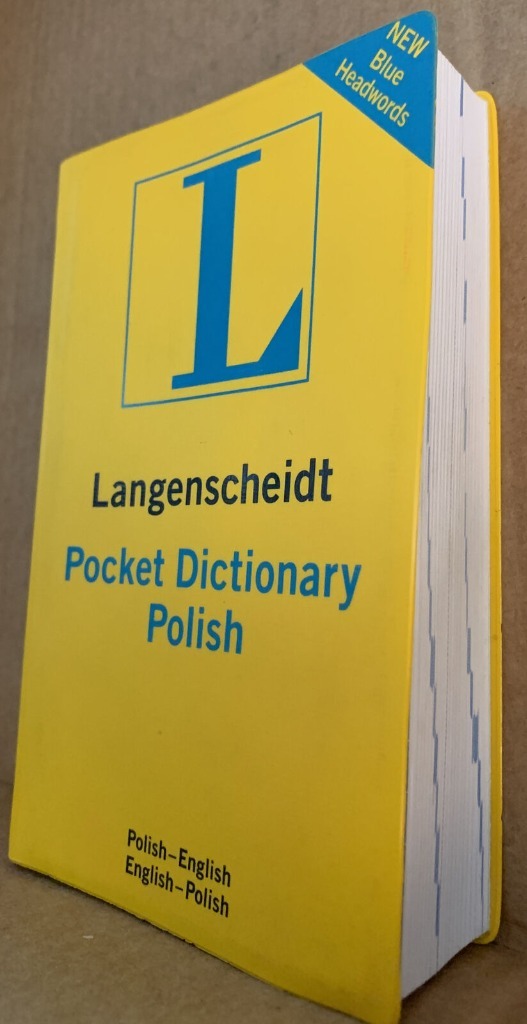 NEW
Blue
Headwords
L
Langenscheidt
Pocket Dictionary
Polish
Polish–English
English–Polish